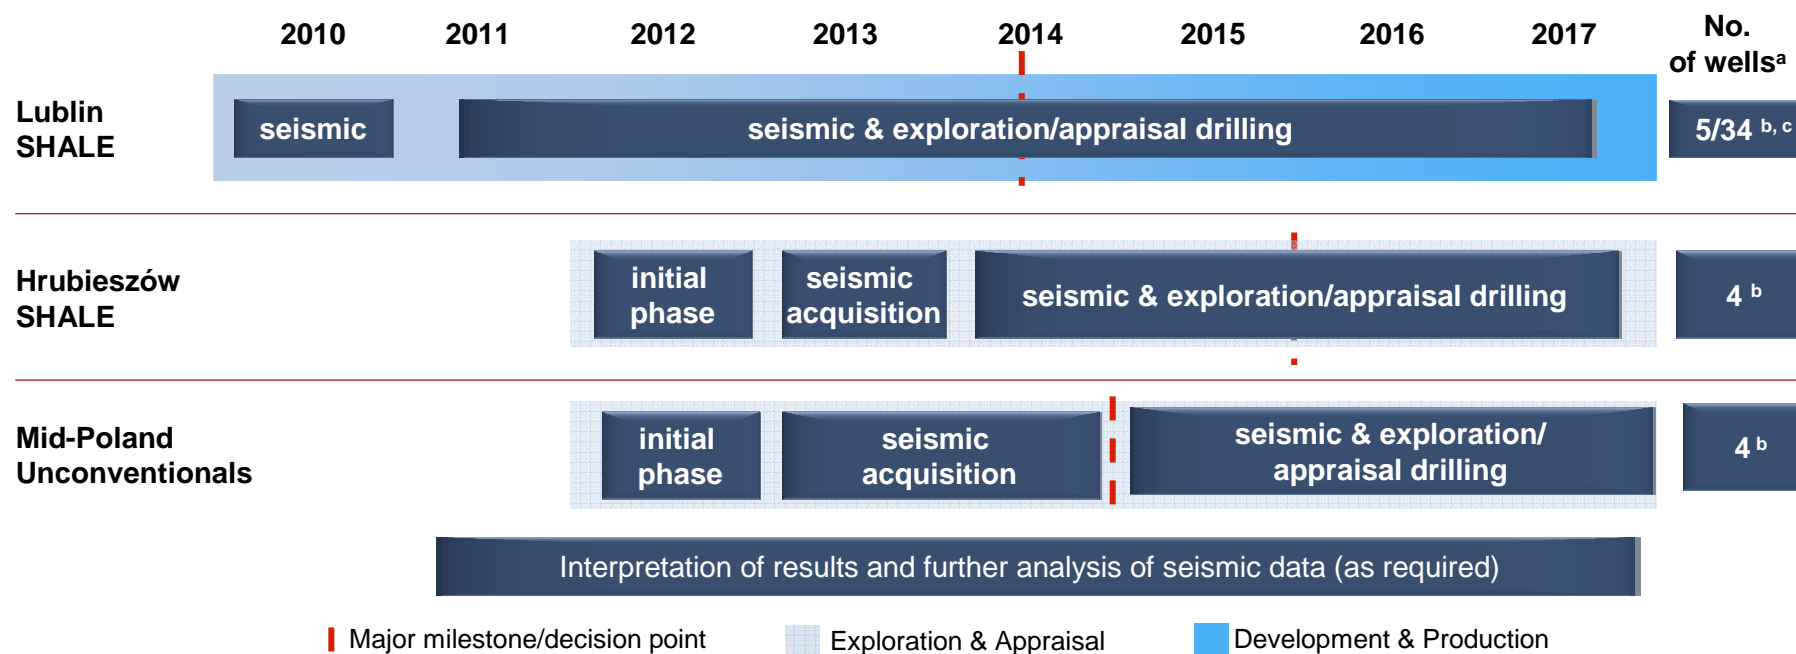 2010 2011 2012 2013 2014 2015 2016 2017 No.
of wellsᵃ
Lublin
SHALE
seismic
seismic & exploration/appraisal drilling
5/34 ᵇ, ᶜ
Hrubieszów
SHALE
initial
phase
seismic
acquisition
seismic & exploration/appraisal drilling
4 ᵇ
Mid-Poland
Unconventionals
initial
phase
seismic
acquisition
seismic & exploration/
appraisal drilling
4 ᵇ
Interpretation of results and further analysis of seismic data (as required)
Major milestone/decision point
Exploration & Appraisal
Development & Production